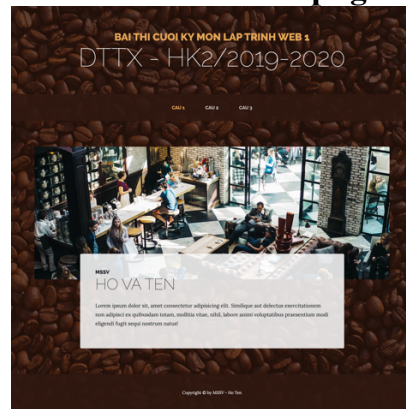 BAI THI CUOI KY MON LAP TRINH WEB 1
DTTX - HK2/2019-2020
CAU 1 CAU 2 CAU 3
MSSV
HO VA TEN
Lorem ipsum dolor sit, amet consectetur adipisicing elit. Similique aut delectus exercitationem
non adipisci ex quibusdam totam, mollitia vitae, nihil, labore animi voluptatibus praesentium modi
eligendi fugit sequi nostrum natus!
Copyright © by MSSV - Ho Ten